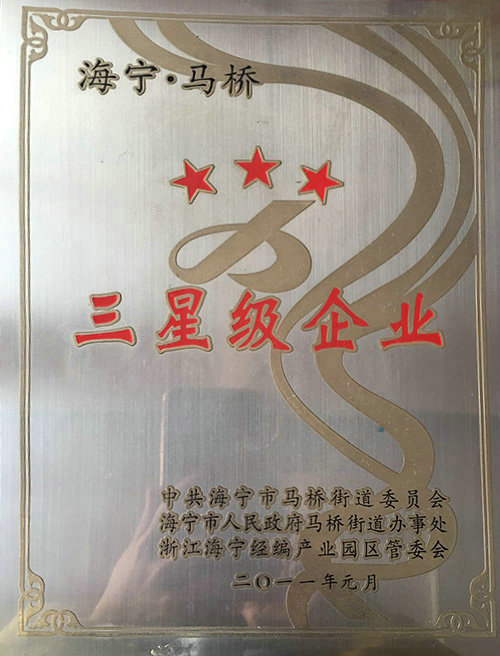 海宁·马桥
三星级企业
中共海宁市马桥街道委员会
海宁市人民政府马桥街道办事处
浙江海宁经编产业园区管委会
二〇一一年元月